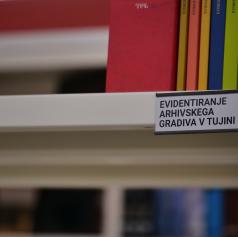 EVIDENTIRANJE
ARHIVSKEGA
GRADIVA V TUJINI